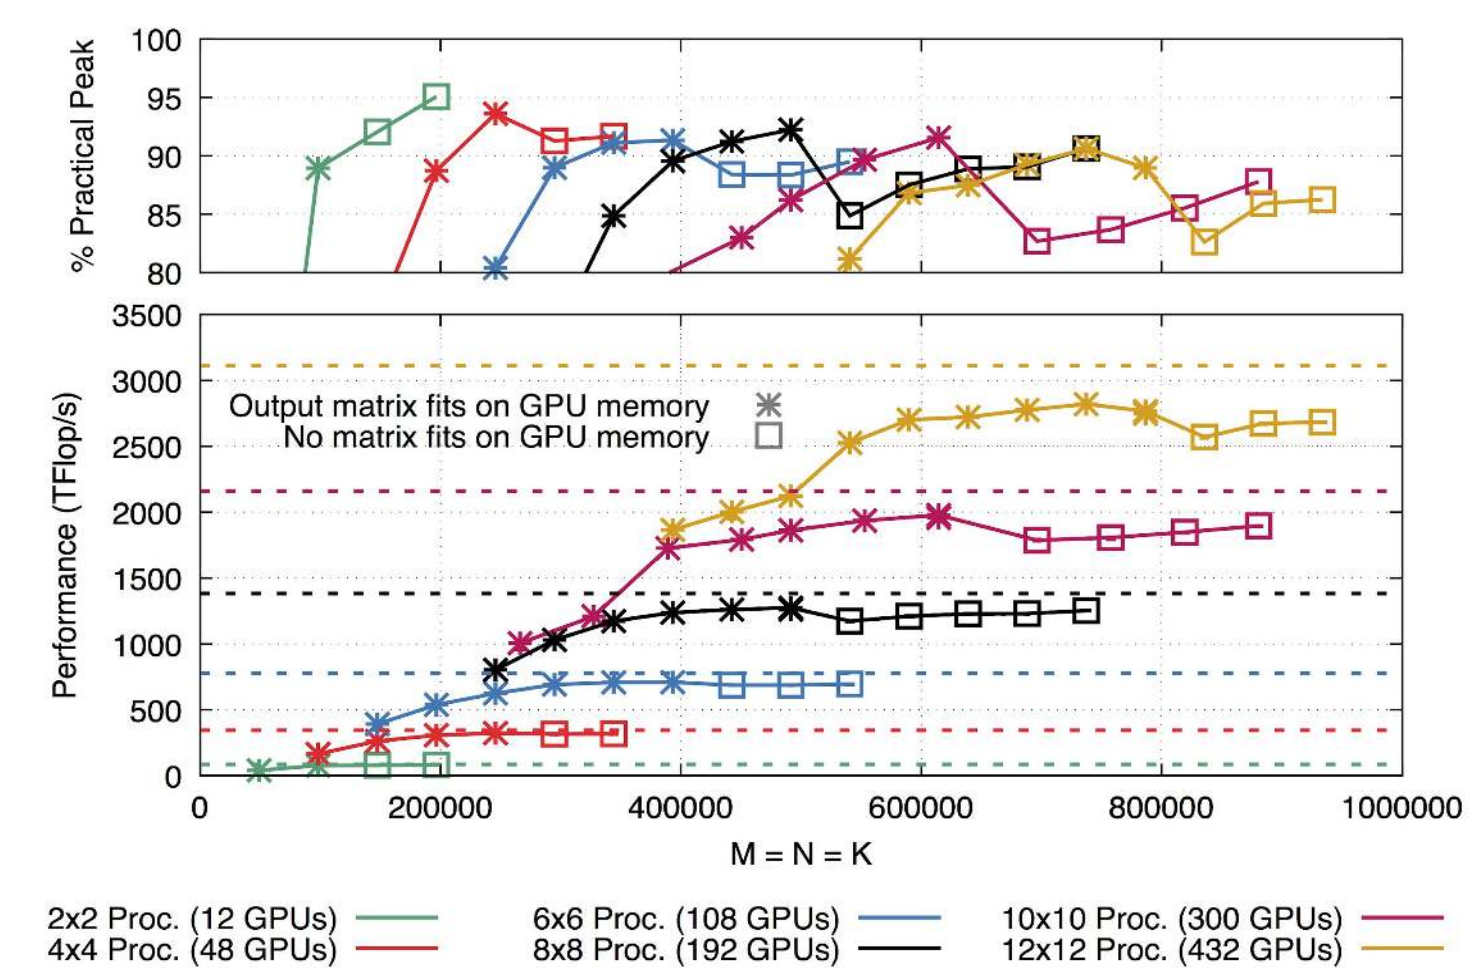 % Practical Peak
100
95
90
85
80
Performance (TFlop/s)
3500
3000
2500
2000
1500
1000
500
0
Output matrix fits on GPU memory
No matrix fits on GPU memory
0 200000 400000 600000 800000 1000000
M = N = K
2x2 Proc. (12 GPUs) 6x6 Proc. (108 GPUs) 10x10 Proc. (300 GPUs)
4x4 Proc. (48 GPUs) 8x8 Proc. (192 GPUs) 12x12 Proc. (432 GPUs)